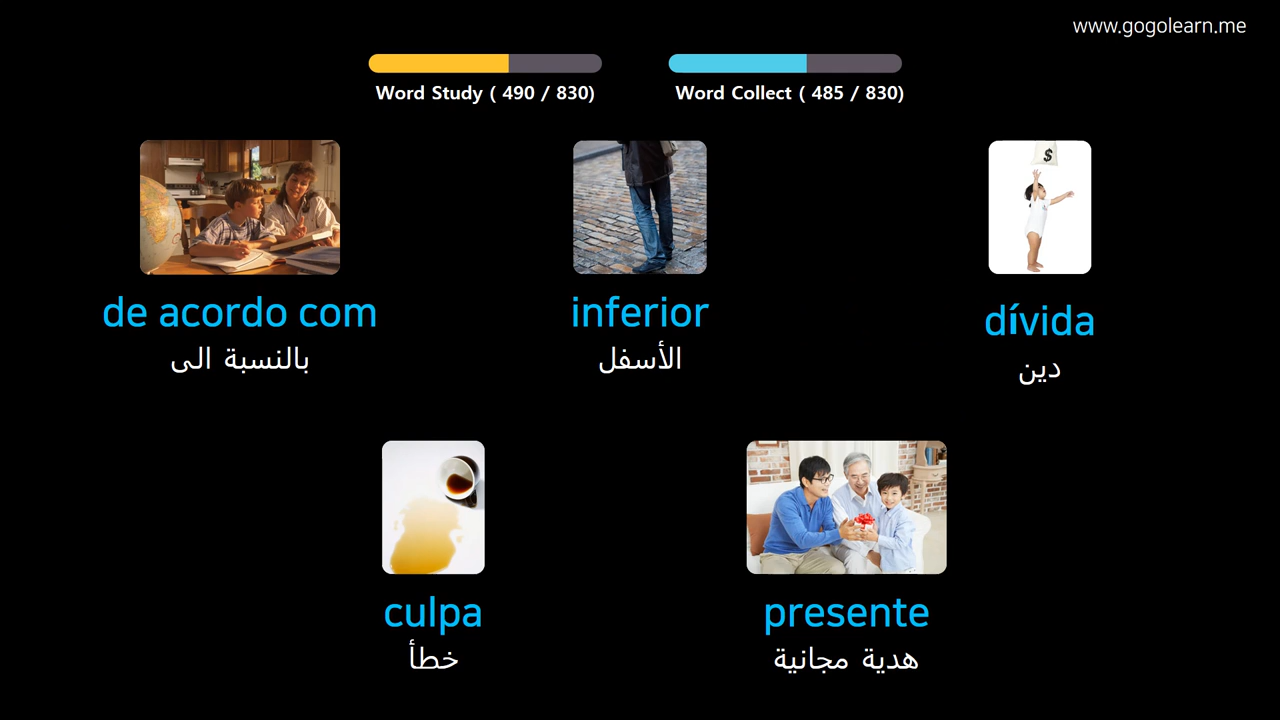 www.gogolearn.me
Word Study ( 490 / 830)
Word Collect ( 485 / 830)
$
de acordo com
بالنسبة الى
inferior
الأسفل
dívida
دين
culpa
خطأ
presente
هدية مجانية